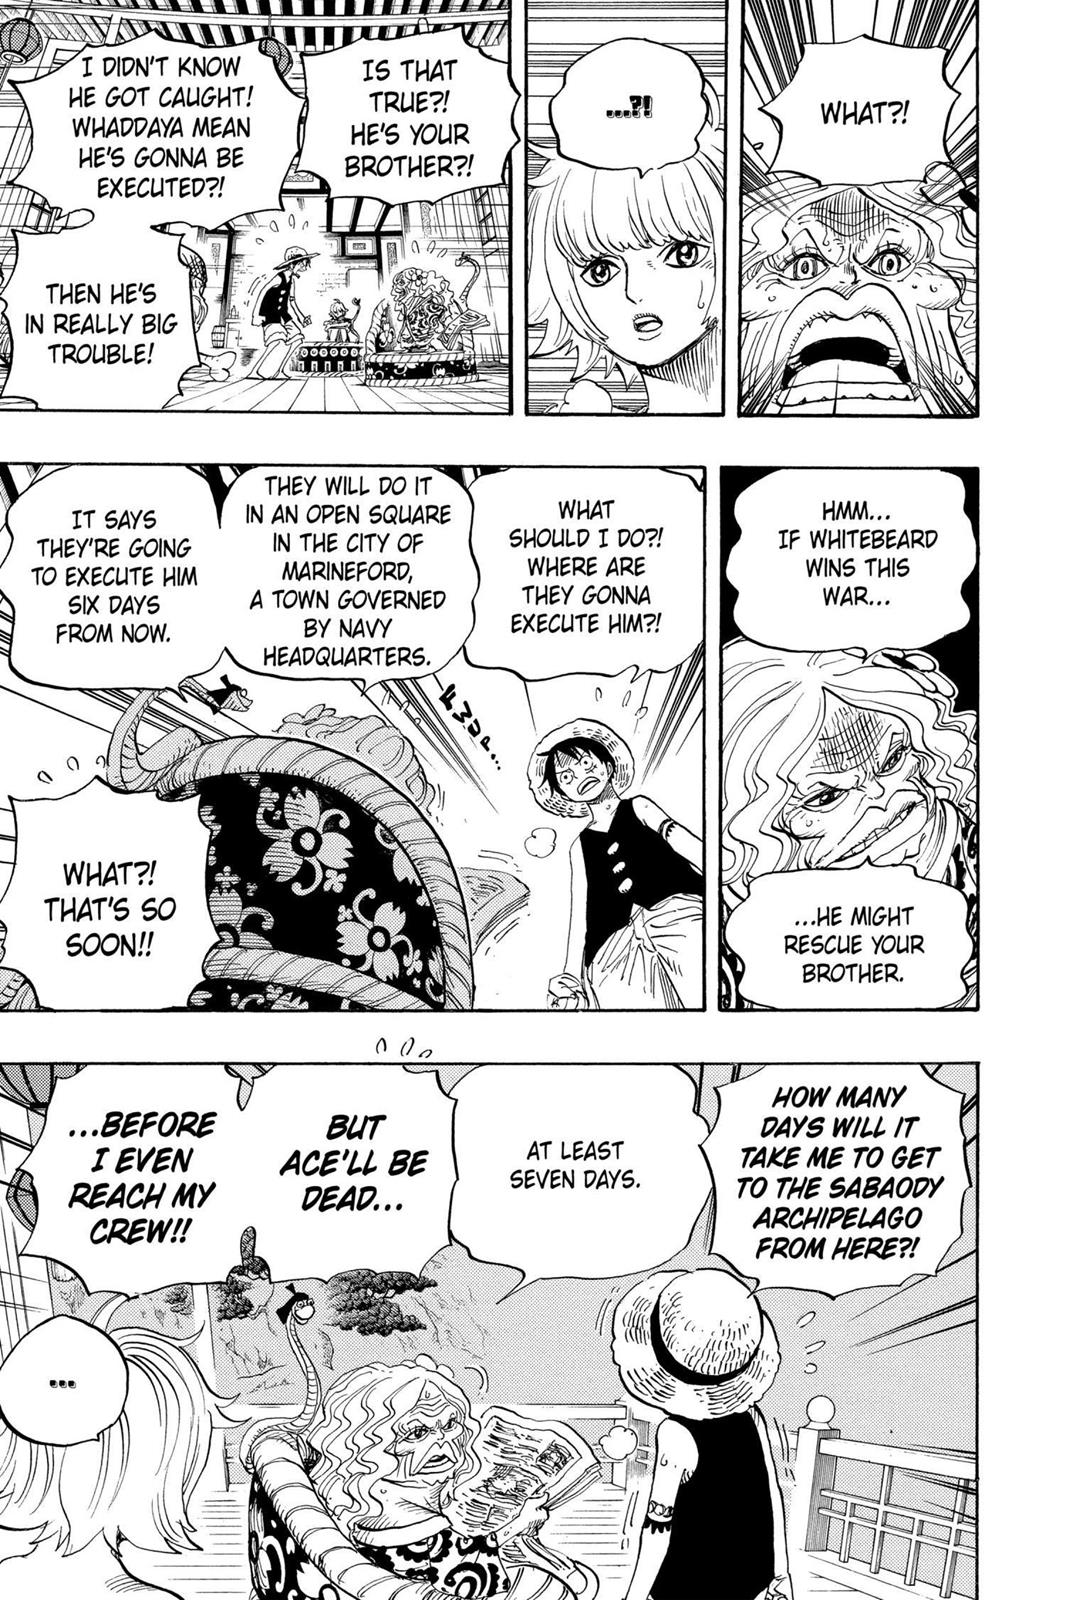 WHAT?!
...?!
IS THAT
TRUE?!
HE'S YOUR
BROTHER?!
I DIDN'T KNOW
HE GOT CAUGHT!
WHADDAYA MEAN
HE'S GONNA BE
EXECUTED?!
THEN HE'S
IN REALLY BIG
TROUBLE!
HMM...
IF WHITEBEARD
WINS THIS
WAR...
...HE MIGHT
RESCUE YOUR
BROTHER.
WHAT
SHOULD I DO?!
WHERE ARE
THEY GONNA
EXECUTE HIM?!
THEY WILL DO IT
IN AN OPEN SQUARE
IN THE CITY OF
MARINEFORD,
A TOWN GOVERNED
BY NAVY
HEADQUARTERS.
IT SAYS
THEY'RE GOING
TO EXECUTE HIM
SIX DAYS
FROM NOW.
WHAT?!
THAT'S SO
SOON!!
HOW MANY
DAYS WILL IT
TAKE ME TO GET
TO THE SABAODY
ARCHIPELAGO
FROM HERE?!
AT LEAST
SEVEN DAYS.
BUT
ACE'LL BE
DEAD...
...BEFORE
I EVEN
REACH MY
CREW!!
...